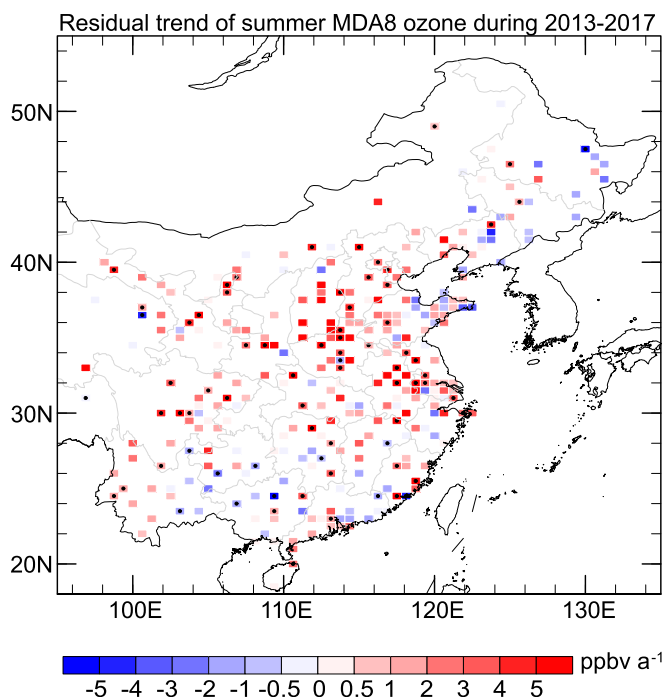 Residual trend of summer MDA8 ozone during 2013-2017
50N
40N
30N
20N
100E 110E 120E 130E
-5 -4 -3 -2 -1 -0.5 0 0.5 1 2 3 4 5 ppbv a⁻¹